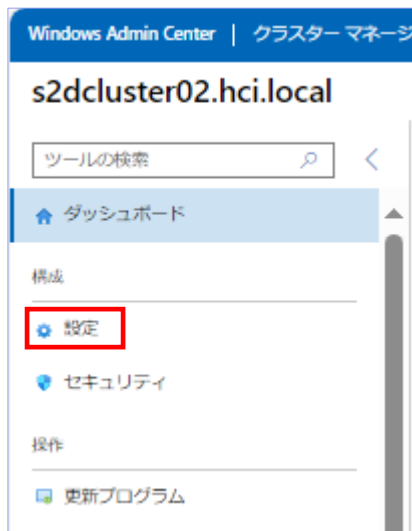 Windows Admin Center | クラスター マネージ
s2dcluster02.hci.local
ツールの検索
ダッシュボード
構成
設定
セキュリティ
操作
更新プログラム